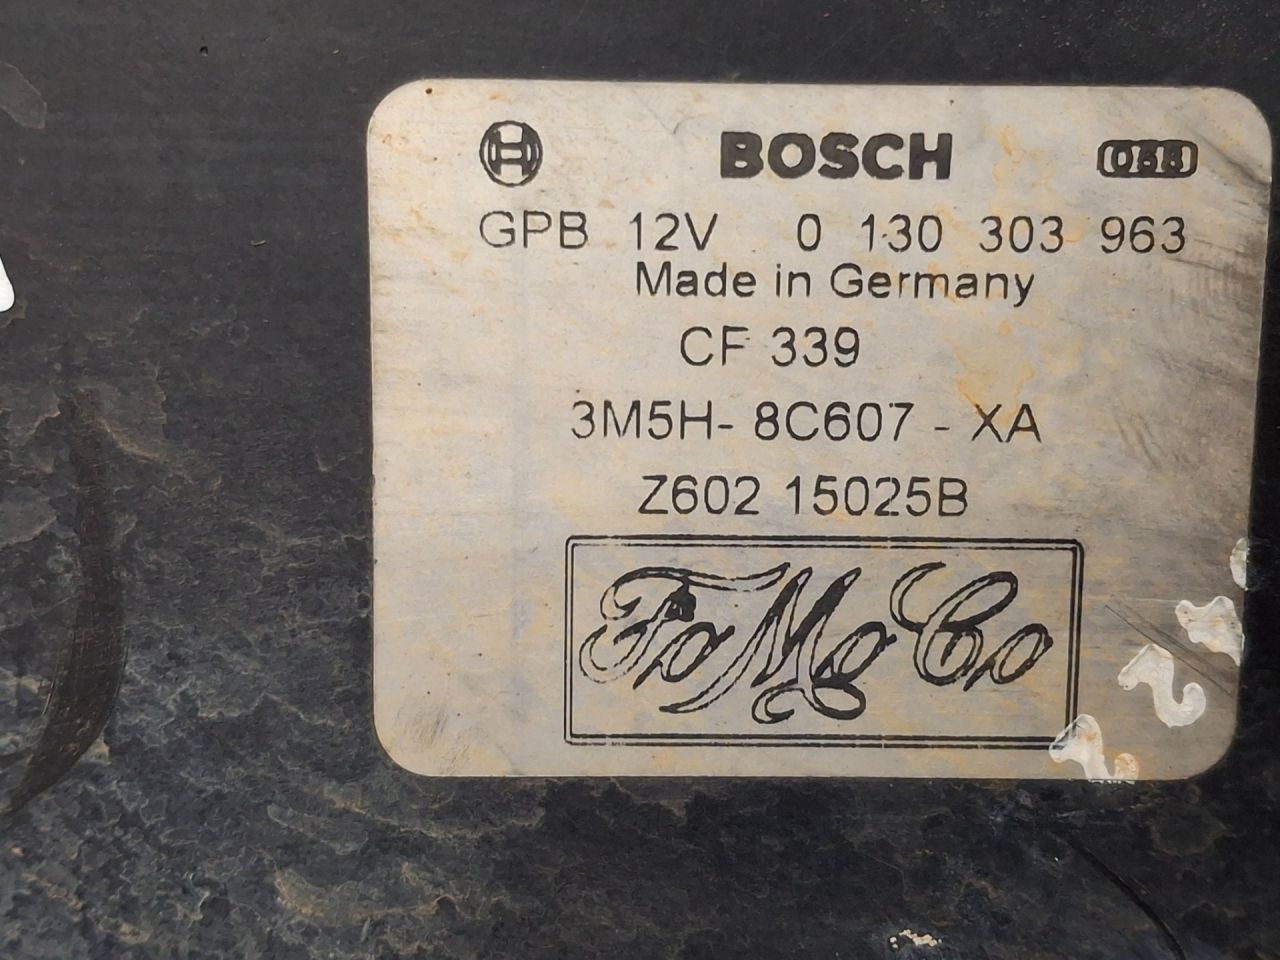 BOSCH
GPB 12V 0 130 303 963
Made in Germany
CF 339
3M5H- 8C607 - XA
Z602 15025B
FoMoCo